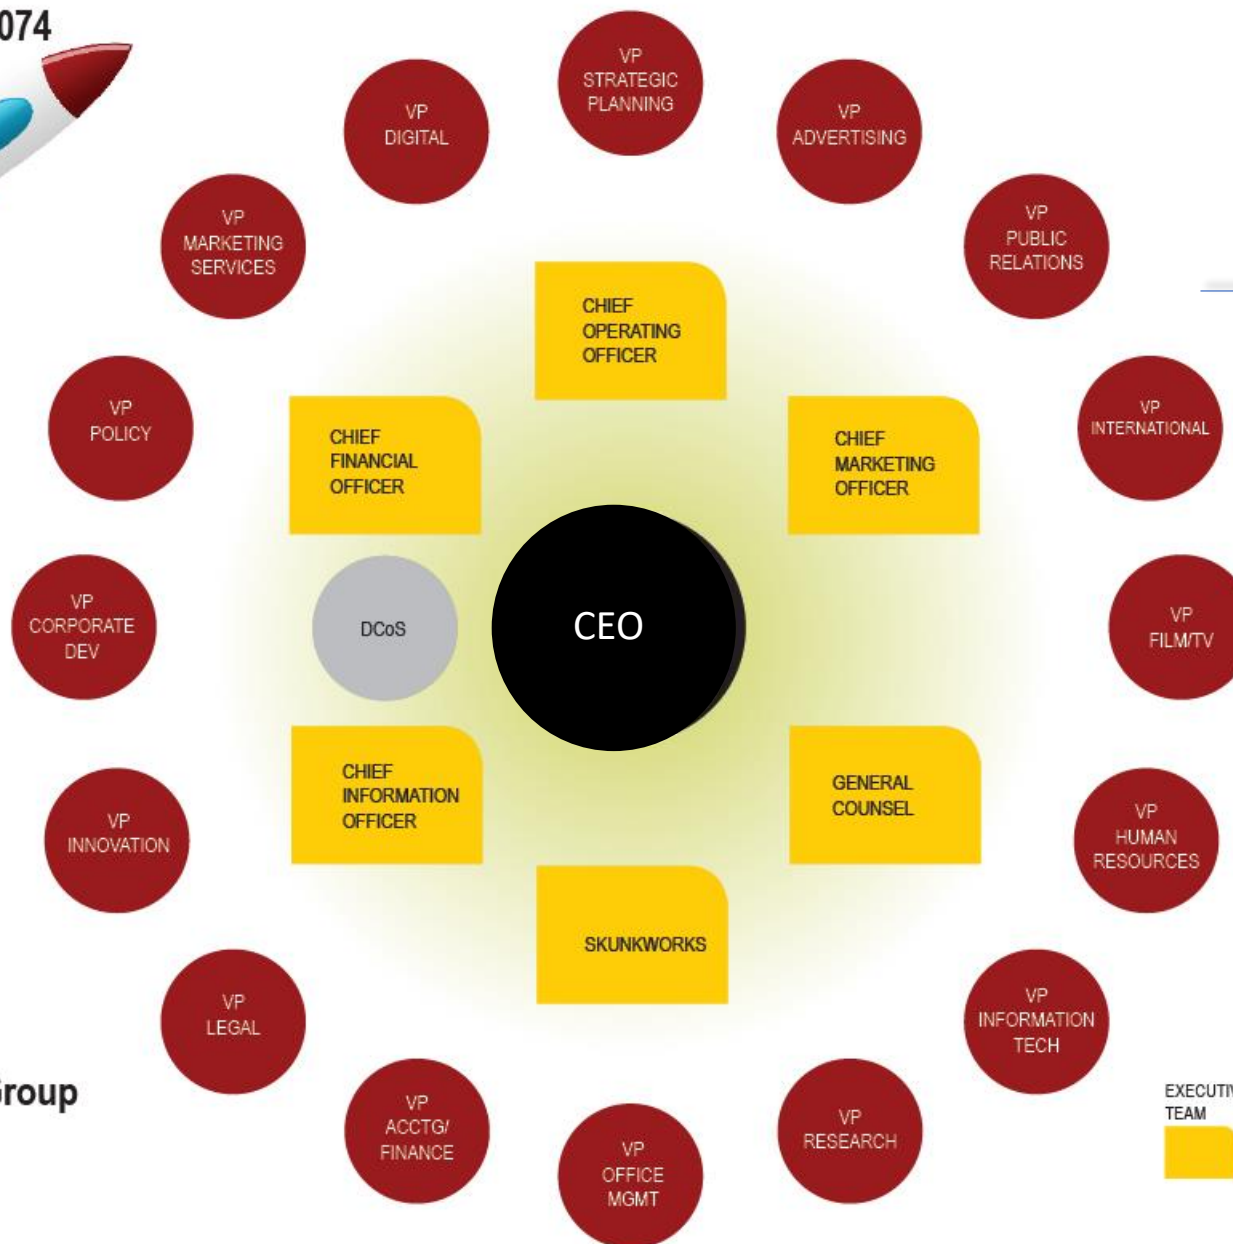 074
VP
STRATEGIC
PLANNING
VP
DIGITAL
VP
ADVERTISING
VP
MARKETING
SERVICES
VP
PUBLIC
RELATIONS
CHIEF
OPERATING
OFFICER
VP
POLICY
CHIEF
FINANCIAL
OFFICER
CHIEF
MARKETING
OFFICER
VP
INTERNATIONAL
VP
CORPORATE
DEV
DCoS
CEO
VP
FILM/TV
VP
INNOVATION
CHIEF
INFORMATION
OFFICER
GENERAL
COUNSEL
VP
HUMAN
RESOURCES
SKUNKWORKS
VP
LEGAL
VP
INFORMATION
TECH
Group
VP
ACCTG/
FINANCE
VP
OFFICE
MGMT
VP
RESEARCH
EXECUTIV
TEAM